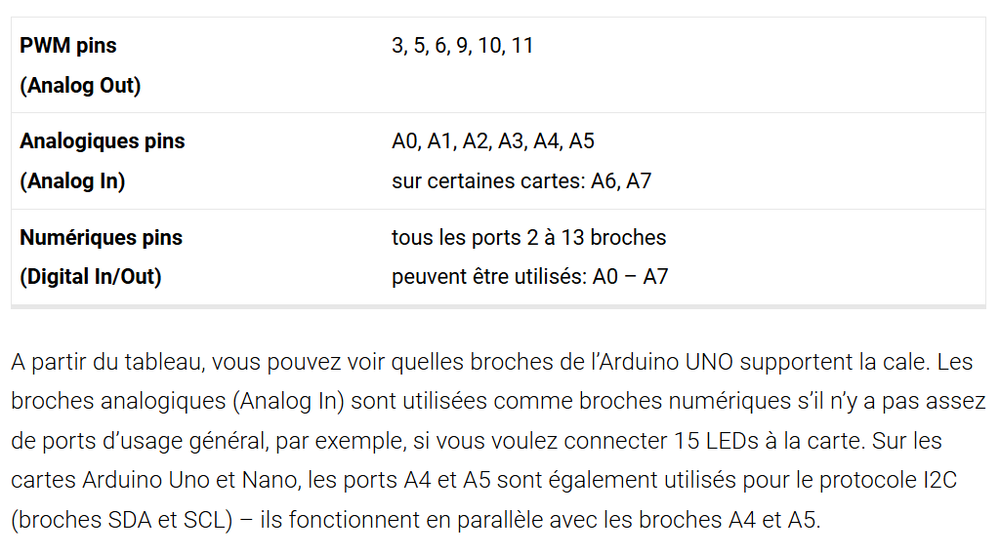 PWM pins
(Analog Out)
3, 5, 6, 9, 10, 11
Analogiques pins
(Analog In)
A0, A1, A2, A3, A4, A5
sur certaines cartes: A6, A7
Numériques pins
(Digital In/Out)
tous les ports 2 à 13 broches
peuvent être utilisés: A0 – A7
A partir du tableau, vous pouvez voir quelles broches de l’Arduino UNO supportent la cale. Les
broches analogiques (Analog In) sont utilisées comme broches numériques s’il n’y a pas assez
de ports d’usage général, par exemple, si vous voulez connecter 15 LEDs à la carte. Sur les
cartes Arduino Uno et Nano, les ports A4 et A5 sont également utilisés pour le protocole I2C
(broches SDA et SCL) – ils fonctionnent en parallèle avec les broches A4 et A5.